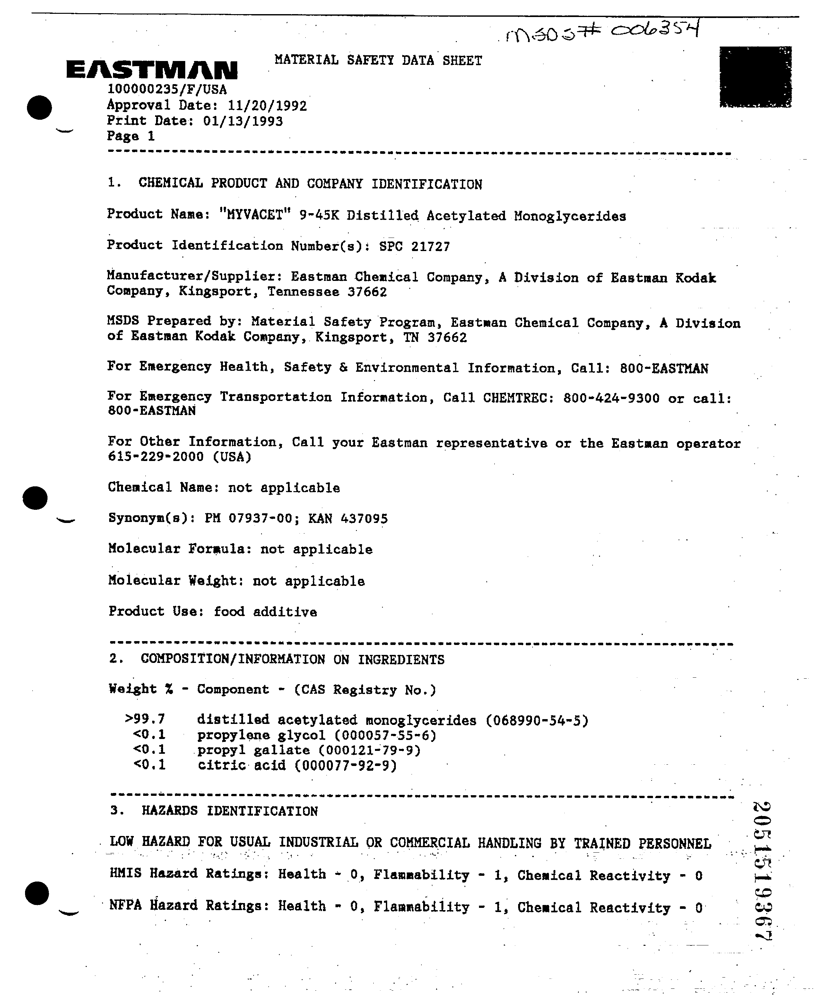 MSDS# 006354
EASTMAN
MATERIAL SAFETY DATA SHEET
100000235/F/USA
Approval Date: 11/20/1992
Print Date: 01/13/1993
Page 1
1. CHEMICAL PRODUCT AND COMPANY IDENTIFICATION
Product Name: "MYVACET" 9-45K Distilled Acetylated Monoglycerides
Product Identification Number(s): SPC 21727
Manufacturer/Supplier: Eastman Chemical Company, A Division of Eastman Kodak
Company, Kingsport, Tennessee 37662
MSDS Prepared by: Material Safety Program, Eastman Chemical Company, A Division
of Eastman Kodak Company, Kingsport, TN 37662
For Emergency Health, Safety & Environmental Information, Call: 800-EASTMAN
For Emergency Transportation Information, Call CHEMTREC: 800-424-9300 or call:
800-EASTMAN
For Other Information, Call your Eastman representative or the Eastman operator
615-229-2000 (USA)
Chemical Name: not applicable
Synonym(s): PM 07937-00; KAN 437095
Molecular Formula: not applicable
Molecular Weight: not applicable
Product Use: food additive
2. COMPOSITION/INFORMATION ON INGREDIENTS
Weight % - Component - (CAS Registry No.)
>99.7 distilled acetylated monoglycerides (068990-54-5)
<0.1 propylene glycol (000057-55-6)
<0.1 propyl gallate (000121-79-9)
<0.1 citric acid (000077-92-9)
3. HAZARDS IDENTIFICATION
LOW HAZARD FOR USUAL INDUSTRIAL OR COMMERCIAL HANDLING BY TRAINED PERSONNEL
HMIS Hazard Ratings: Health - 0, Flammability - 1, Chemical Reactivity - 0
NFPA Hazard Ratings: Health - 0, Flammability - 1, Chemical Reactivity - 0
2051519367